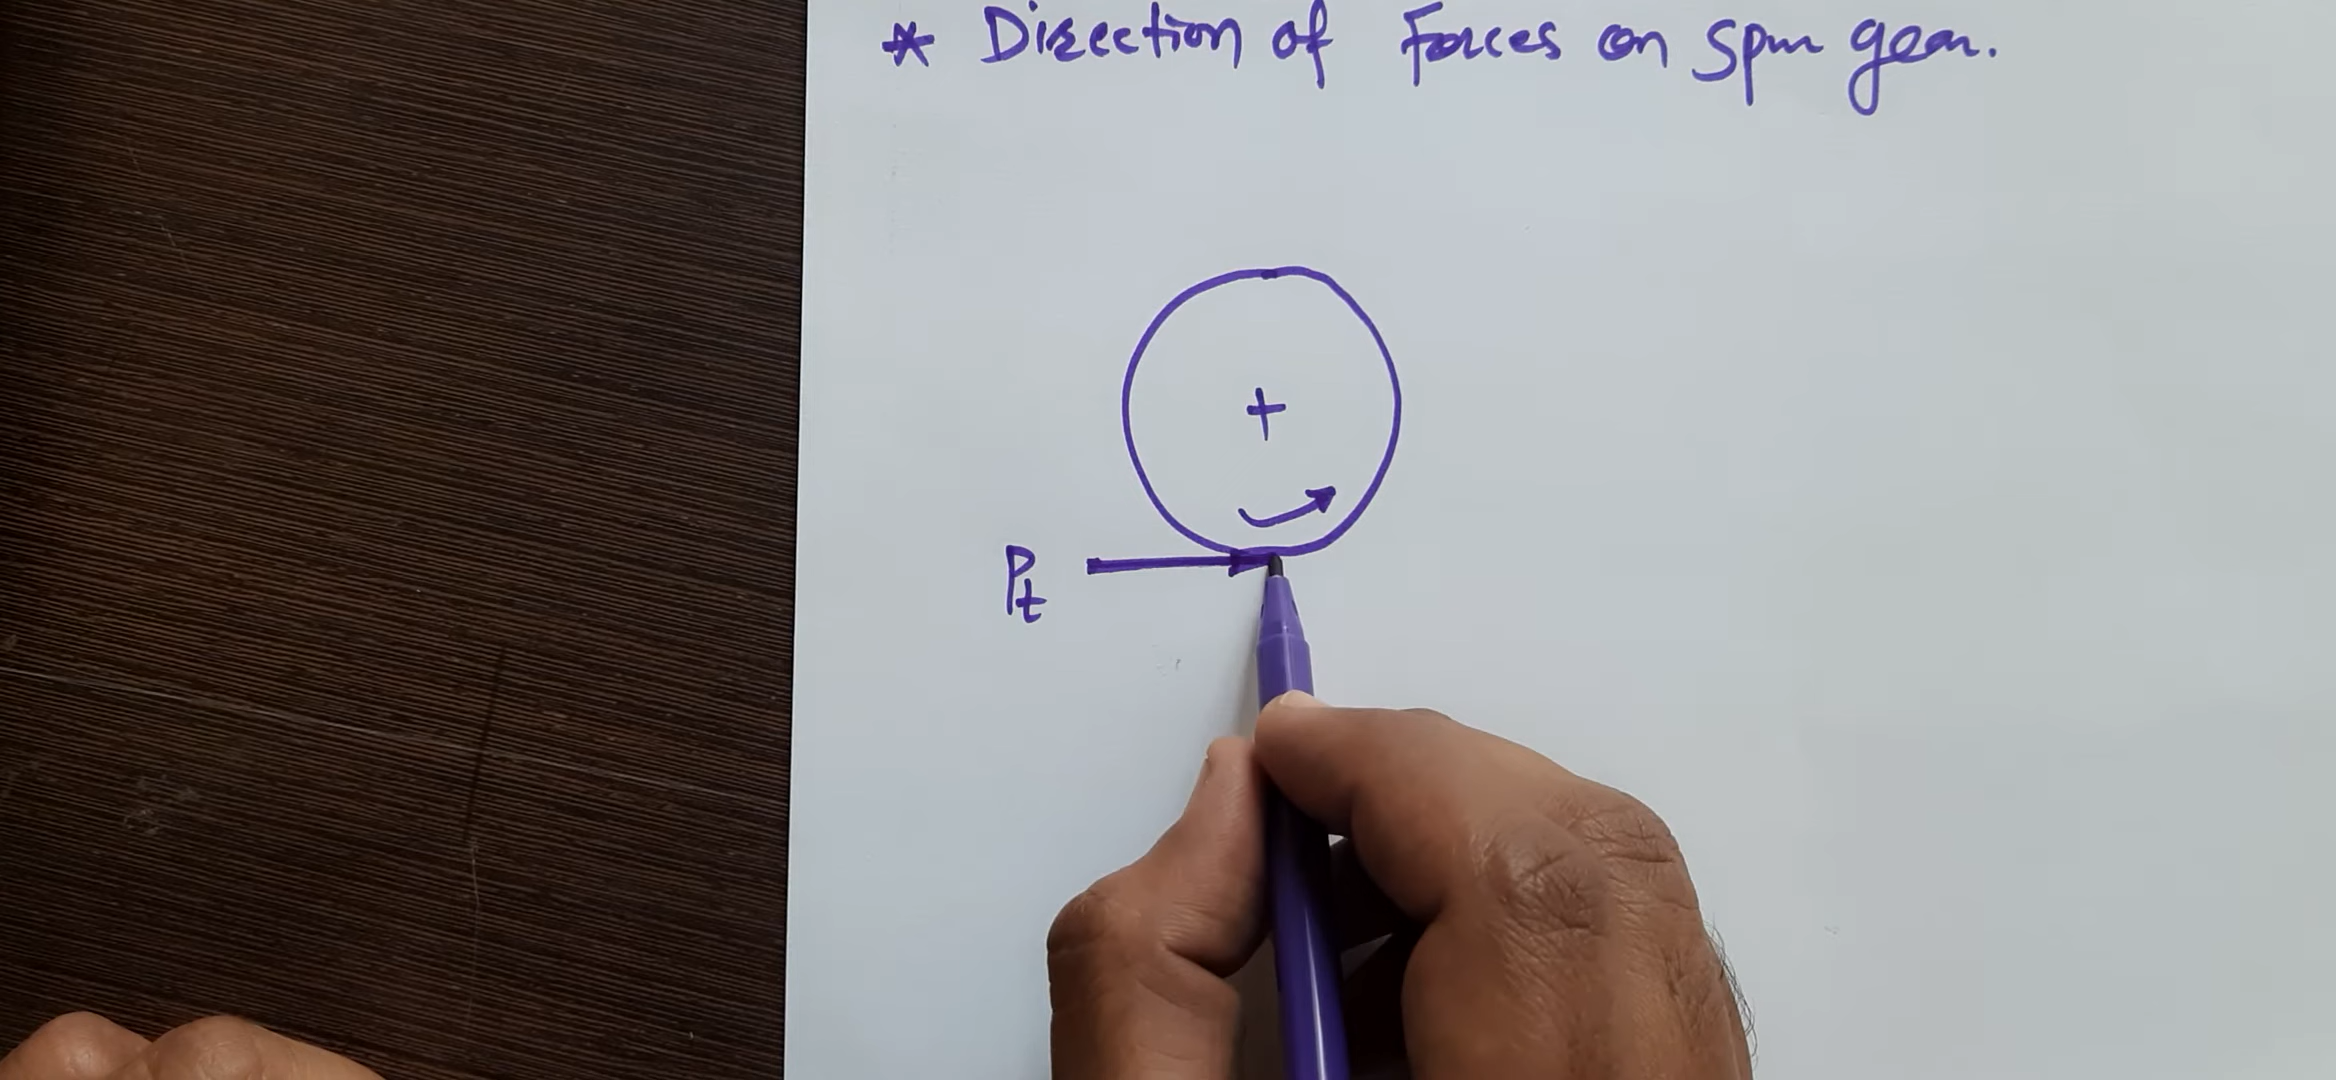 * Direction of Forces on Spur gear.
Pt